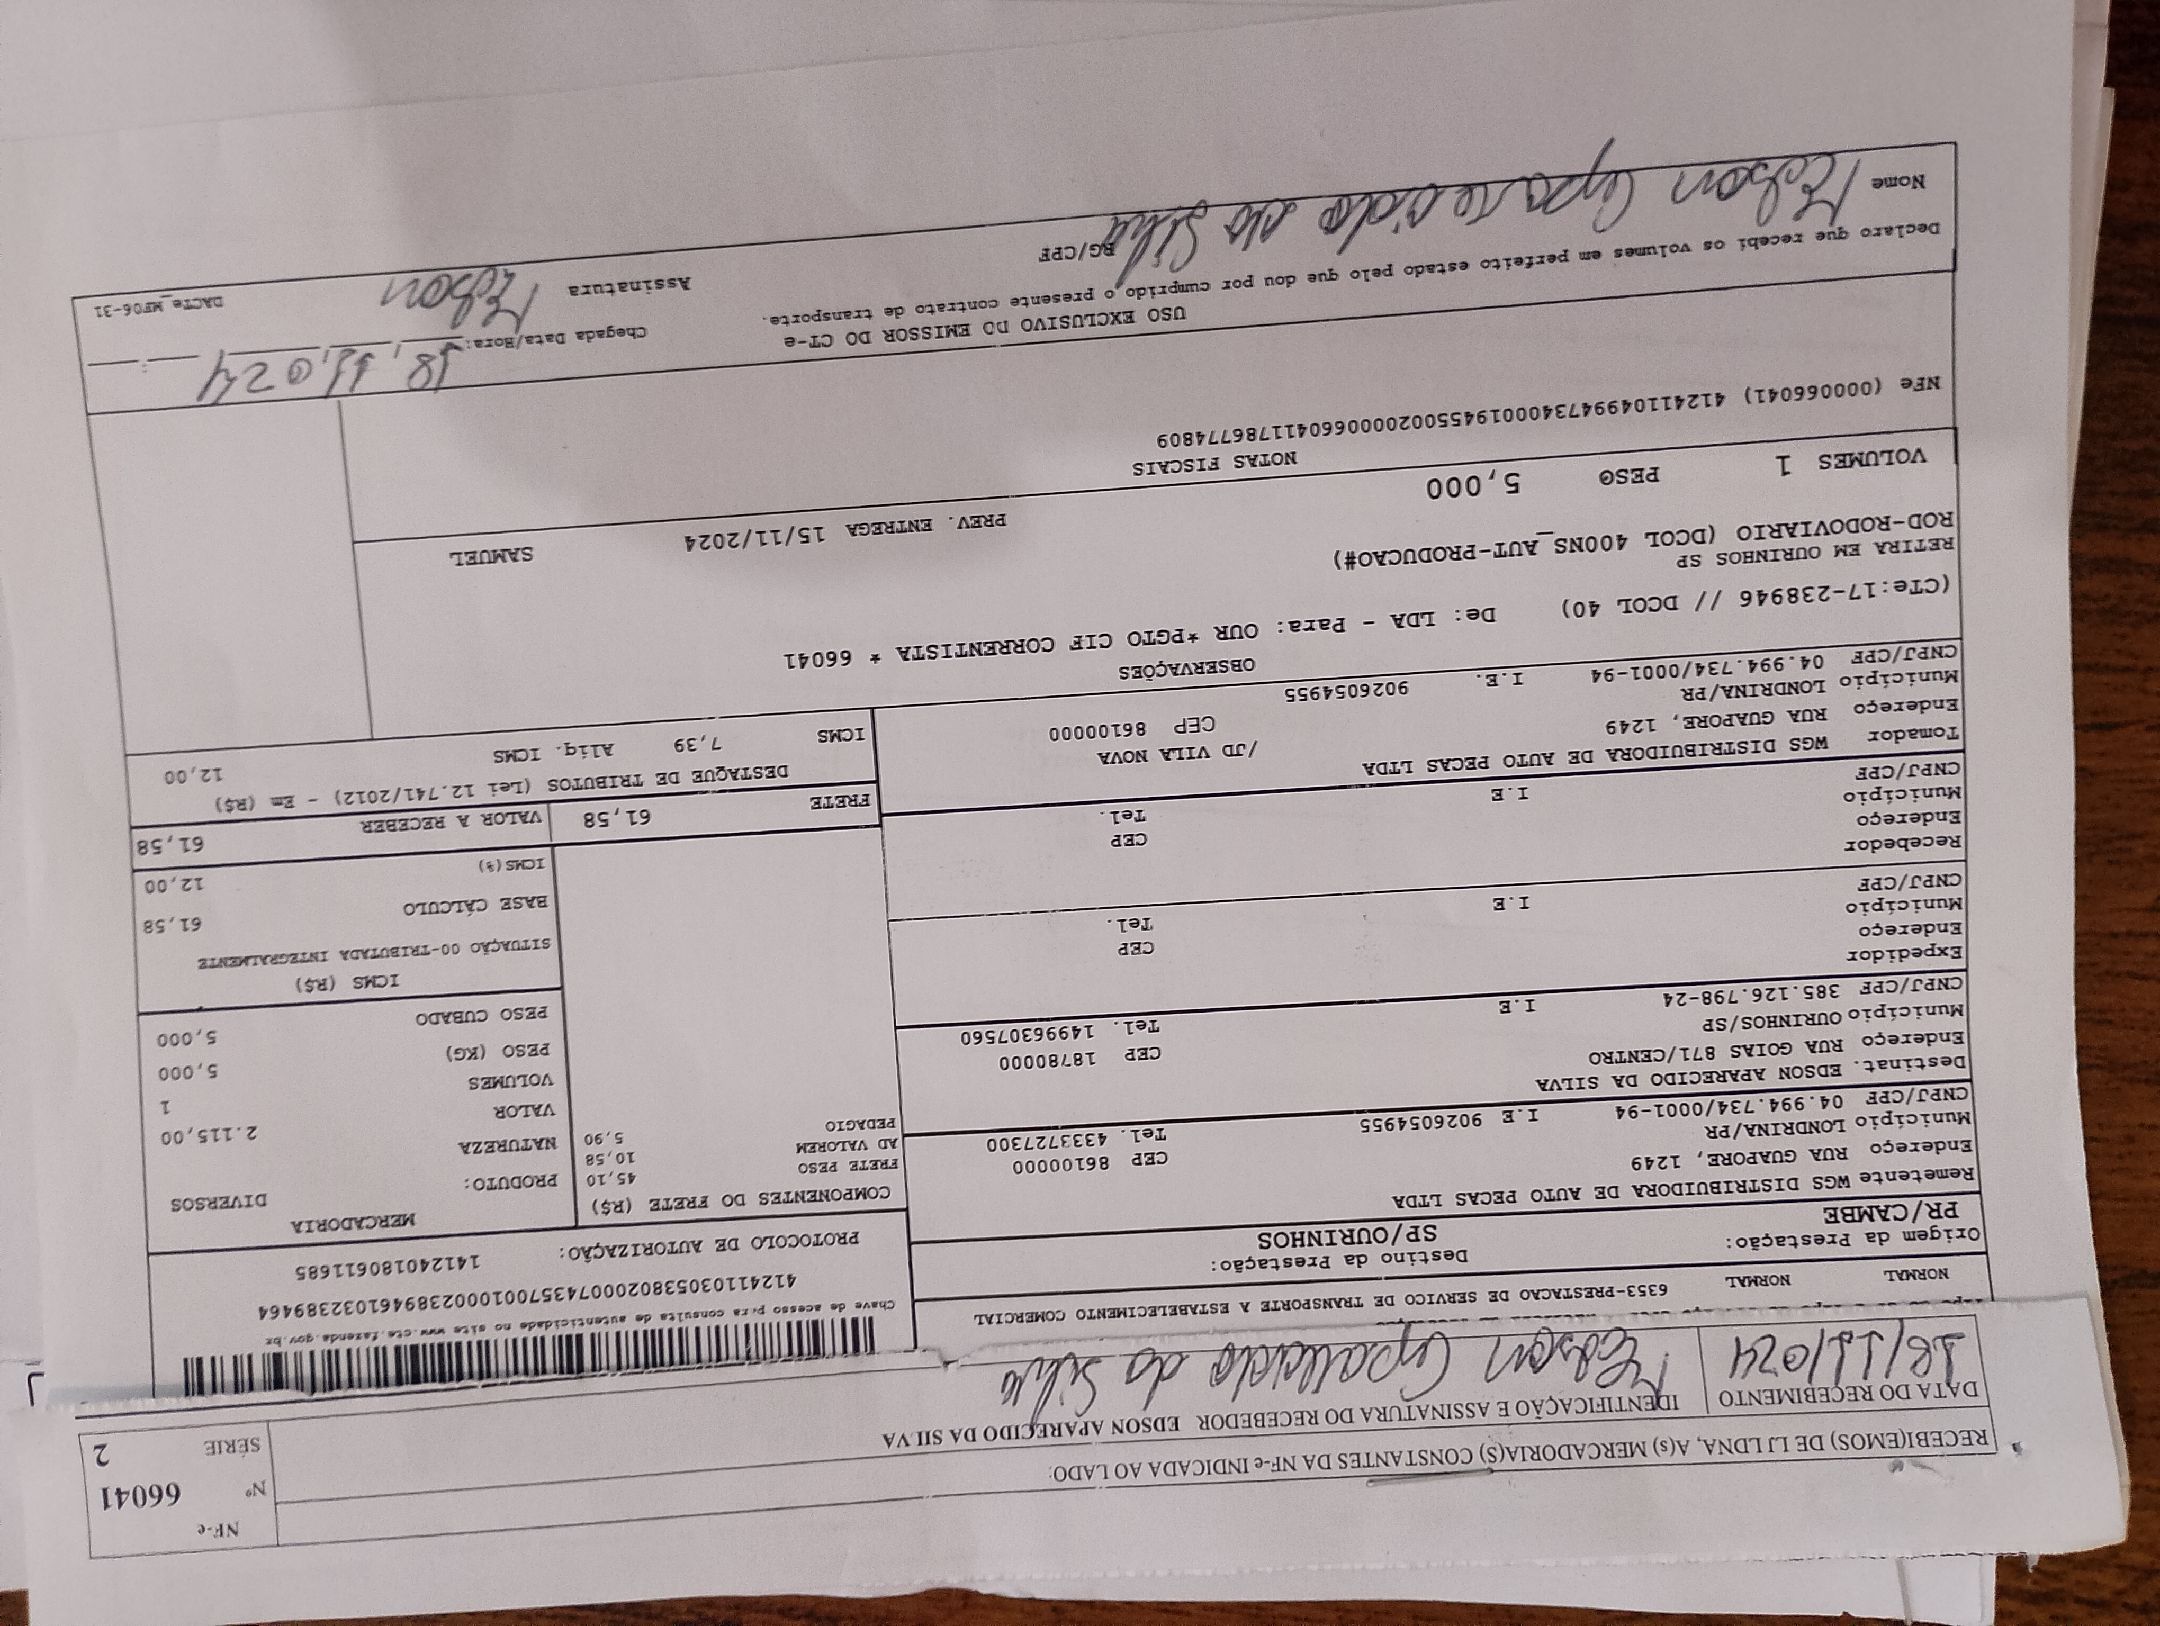 RECEBI(EMOS) DE LJ LDNA, A(s) MERCADORIA(S) CONSTANTES DA NF-e INDICADA AO LADO:
NF-e
Nº 66041
SÉRIE 2
DATA DO RECEBIMENTO
IDENTIFICAÇÃO E ASSINATURA DO RECEBEDOR EDSON APARECIDO DA SILVA
18/11/024
Edson Aparecido da Silva
NORMAL NORMAL 6353-PRESTACAO DE SERVICO DE TRANSPORTE A ESTABELECIMENTO COMERCIAL
Chave de acesso para consulta de autenticidade no site www.cte.fazenda.gov.br
41241103053802000743570010002389461032389464
PROTOCOLO DE AUTORIZAÇÃO: 141240180611685
Origem da Prestação:
PR/CAMBE
Destino da Prestação:
SP/OURINHOS
Remetente WGS DISTRIBUIDORA DE AUTO PECAS LTDA
Endereço RUA GUAPORE, 1249
CEP 86100000
Município LONDRINA/PR
Tel. 4333727300
CNPJ/CPF 04.994.734/0001-94 I.E 9026054955
Destinat. EDSON APARECIDO DA SILVA
Endereço RUA GOIAS 871/CENTRO
CEP 18780000
Município OURINHOS/SP
Tel. 14996307560
CNPJ/CPF 385.126.798-24 I.E
Expedidor
Endereço
CEP
Município
Tel.
CNPJ/CPF
I.E
Recebedor
Endereço
CEP
Município
Tel.
CNPJ/CPF
I.E
Tomador WGS DISTRIBUIDORA DE AUTO PECAS LTDA
Endereço RUA GUAPORE, 1249 /JD VILA NOVA
Município LONDRINA/PR CEP 86100000
CNPJ/CPF 04.994.734/0001-94 I.E. 9026054955
COMPONENTES DO FRETE (R$)
FRETE PESO 45,10
AD VALOREM 10,58
PEDAGIO 5,90
MERCADORIA
PRODUTO: DIVERSOS
NATUREZA
VALOR 2.115,00
VOLUMES 1
PESO (KG) 5,000
PESO CUBADO 5,000
ICMS (R$)
SITUAÇÃO 00-TRIBUTADA INTEGRALMENTE
BASE CÁLCULO 61,58
ICMS(%) 12,00
FRETE 61,58
VALOR A RECEBER 61,58
DESTAQUE DE TRIBUTOS (Lei 12.741/2012) - Em (R$)
ICMS 7,39 Aliq. ICMS 12,00
OBSERVAÇÕES
(CTe:17-238946 // DCOL 40) De: LDA - Para: OUR *PGTO CIF CORRENTISTA * 66041
RETIRA EM OURINHOS SP
ROD-RODOVIARIO (DCOL 400NS_AUT-PRODUCAO#)
PREV. ENTREGA 15/11/2024 SAMUEL
VOLUMES 1 PESO 5,000
NOTAS FISCAIS
NFe (000066041) 41241104994734000194550020000660411786774809
USO EXCLUSIVO DO EMISSOR DO CT-e
Declaro que recebi os volumes em perfeito estado pelo que dou por cumprido o presente contrato de transporte.
Chegada Data/Hora: 18,11,024
Nome Edson Aparecido da Silva
RG/CPF
Assinatura Edson
DACTe_MF06-31